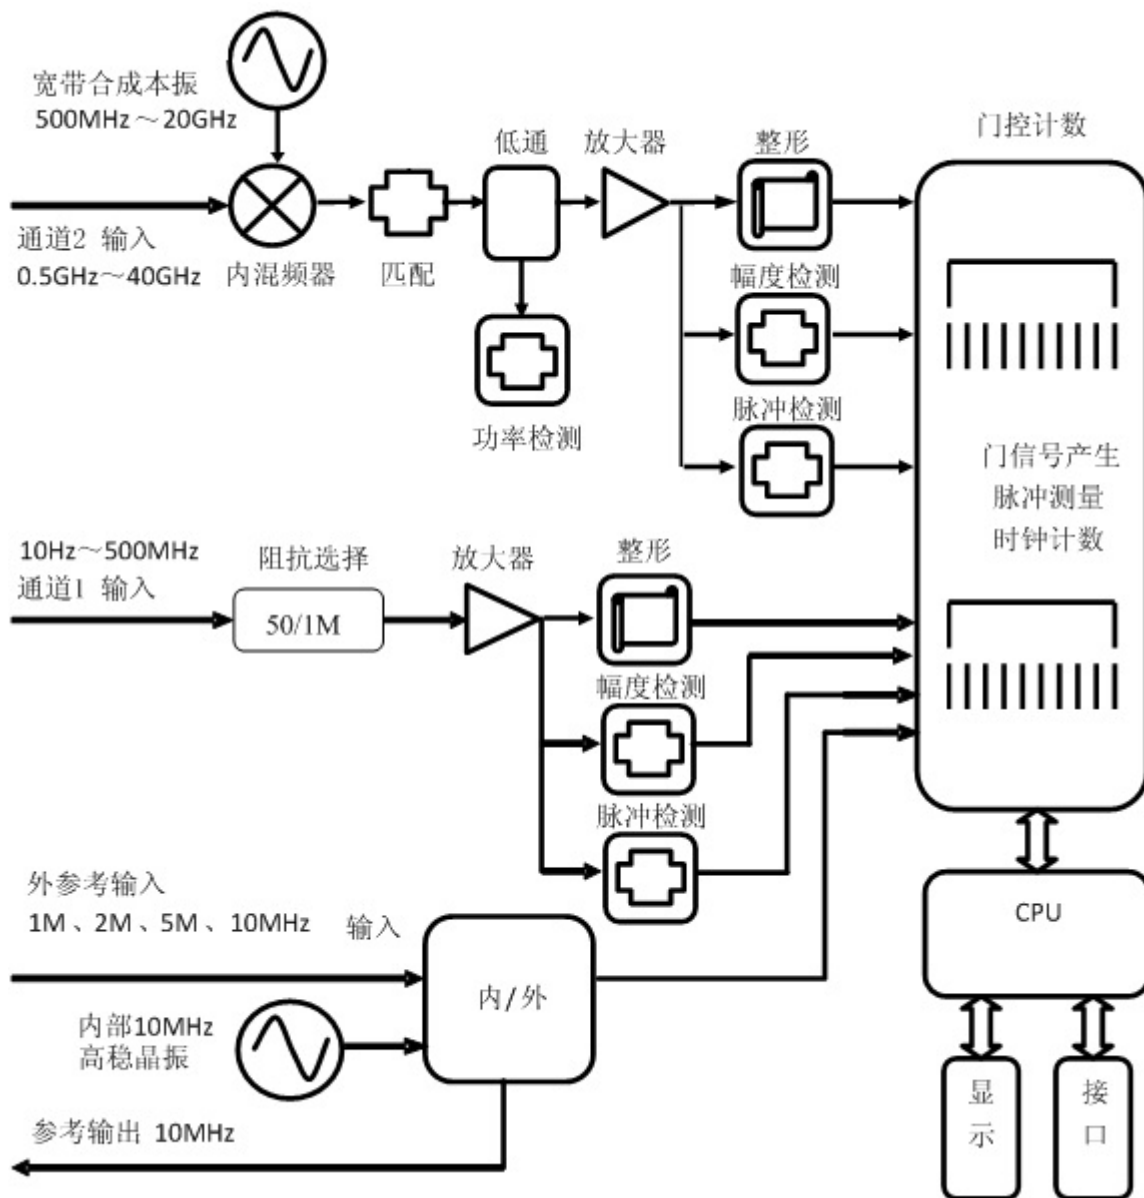 宽带合成本振
500MHz～20GHz
通道2 输入
0.5GHz～40GHz
内混频器
匹配
低通
放大器
整形
门控计数
幅度检测
功率检测
脉冲检测
门信号产生
脉冲测量
时钟计数
10Hz～500MHz
通道1 输入
阻抗选择
50/1M
放大器
整形
幅度检测
脉冲检测
外参考输入
1M、2M、5M、10MHz
输入
内/外
内部10MHz
高稳晶振
参考输出 10MHz
CPU
显示
接口